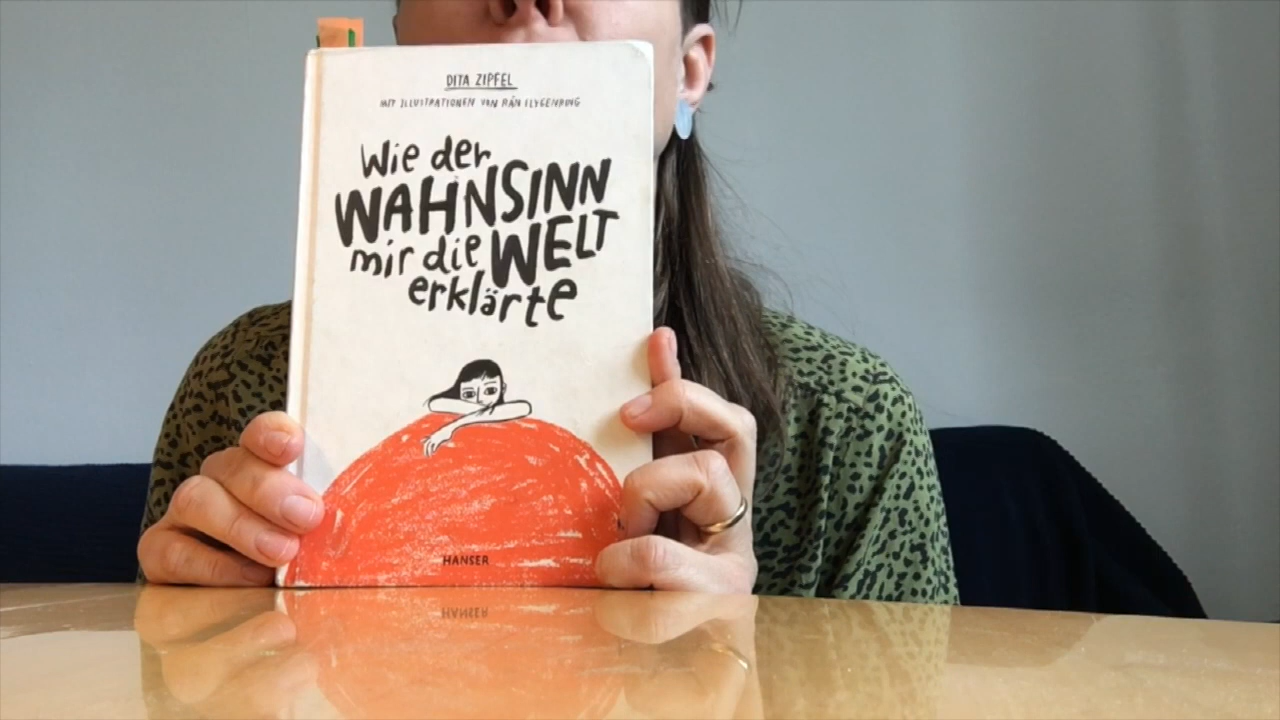 DITA ZIPFEL
MIT ILLUSTRATIONEN VON RÁN FLYGENRING
Wie der
WAHNSINN
mir die WELT
erklärte
HANSER